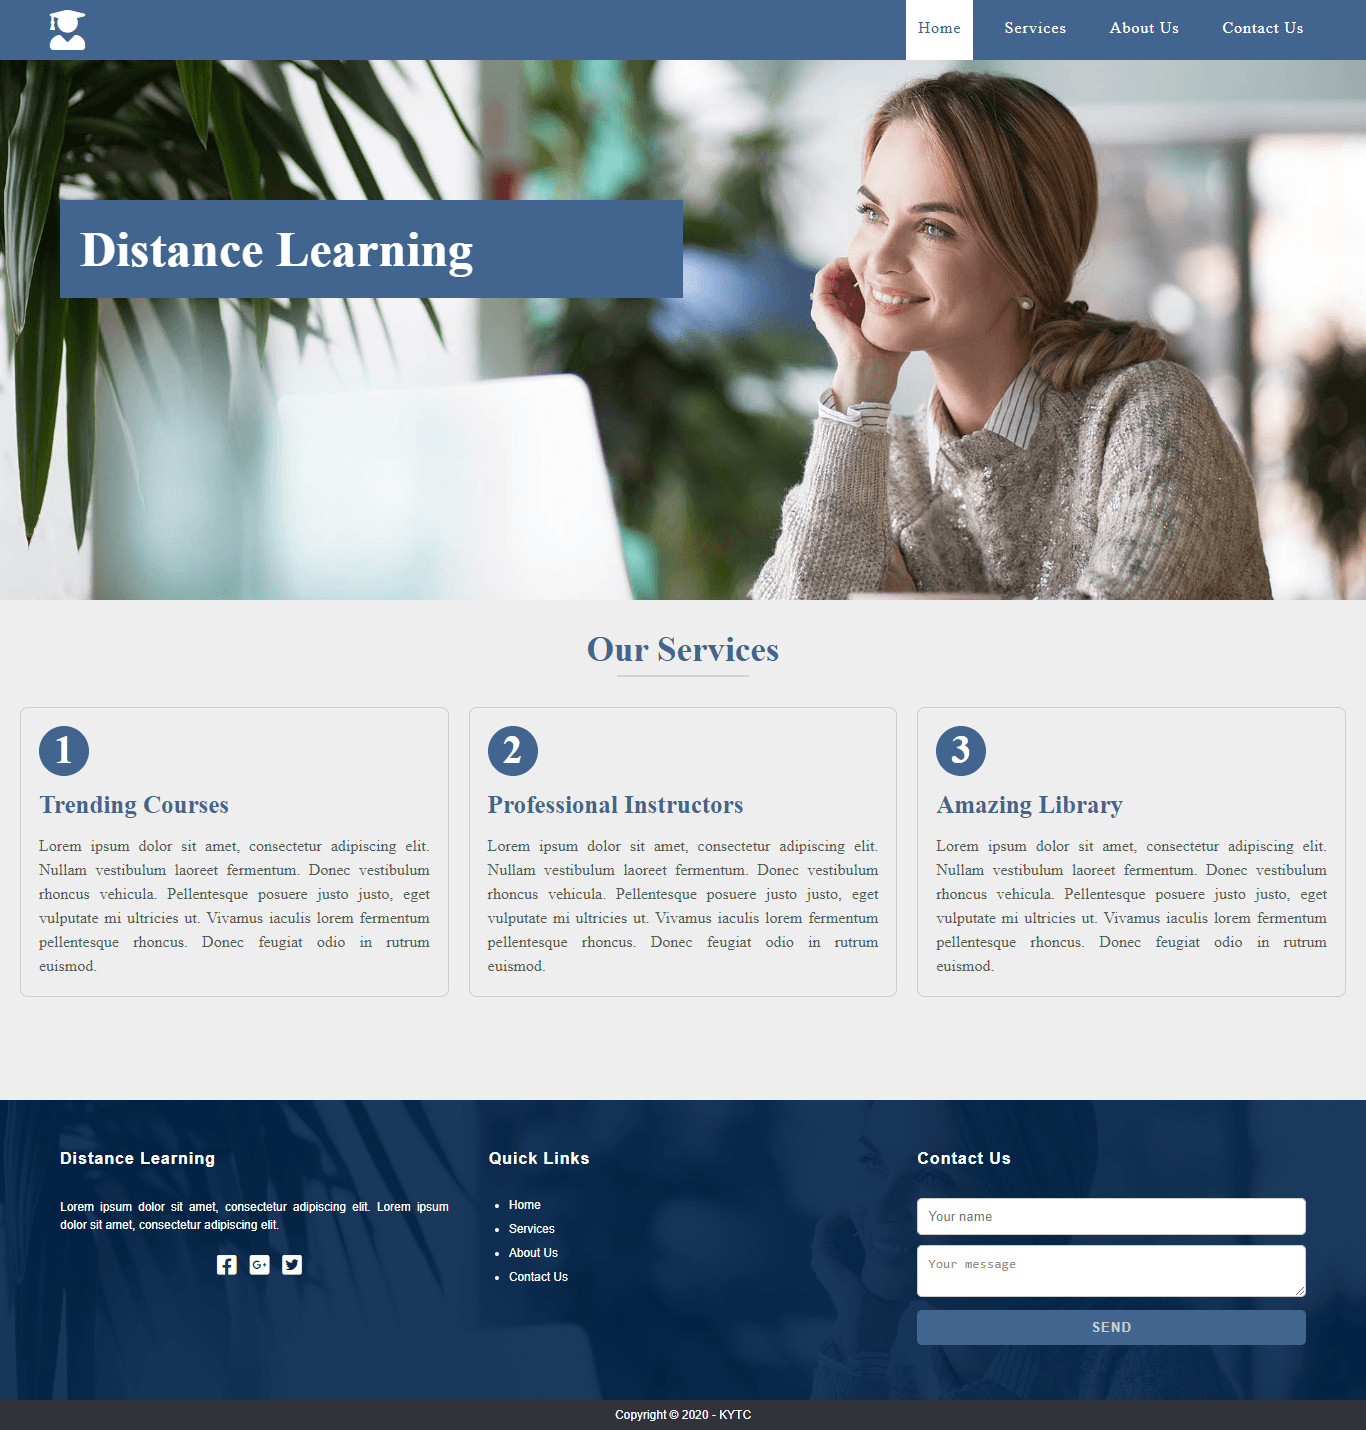 Home Services About Us Contact Us
Distance Learning
Our Services
1
Trending Courses
Lorem ipsum dolor sit amet, consectetur adipiscing elit.
Nullam vestibulum laoreet fermentum. Donec vestibulum
rhoncus vehicula. Pellentesque posuere justo justo, eget
vulputate mi ultricies ut. Vivamus iaculis lorem fermentum
pellentesque rhoncus. Donec feugiat odio in rutrum
euismod.
2
Professional Instructors
Lorem ipsum dolor sit amet, consectetur adipiscing elit.
Nullam vestibulum laoreet fermentum. Donec vestibulum
rhoncus vehicula. Pellentesque posuere justo justo, eget
vulputate mi ultricies ut. Vivamus iaculis lorem fermentum
pellentesque rhoncus. Donec feugiat odio in rutrum
euismod.
3
Amazing Library
Lorem ipsum dolor sit amet, consectetur adipiscing elit.
Nullam vestibulum laoreet fermentum. Donec vestibulum
rhoncus vehicula. Pellentesque posuere justo justo, eget
vulputate mi ultricies ut. Vivamus iaculis lorem fermentum
pellentesque rhoncus. Donec feugiat odio in rutrum
euismod.
Distance Learning
Lorem ipsum dolor sit amet, consectetur adipiscing elit. Lorem ipsum
dolor sit amet, consectetur adipiscing elit.
Quick Links
Home
Services
About Us
Contact Us
Contact Us
Your name
Your message
SEND
Copyright © 2020 - KYTC